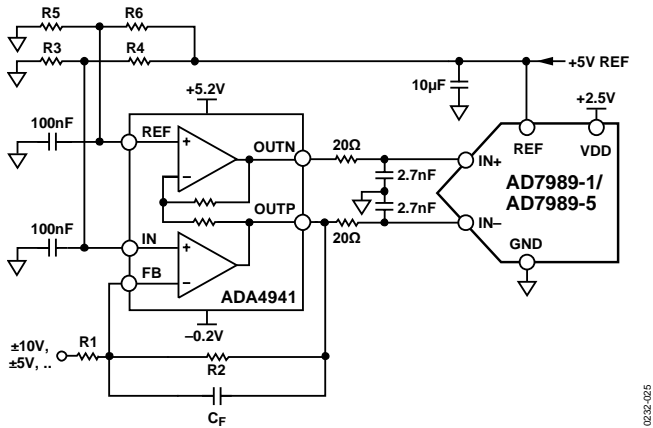 R5 R6
R3 R4
+5V REF
10µF
+5.2V
+2.5V
100nF
REF
OUTN
20Ω
IN+
REF
VDD
2.7nF
AD7989-1/
AD7989-5
2.7nF
OUTP
100nF
IN
20Ω
IN–
FB
GND
ADA4941
–0.2V
±10V,
±5V, ..
R1
R2
CF
0232-025